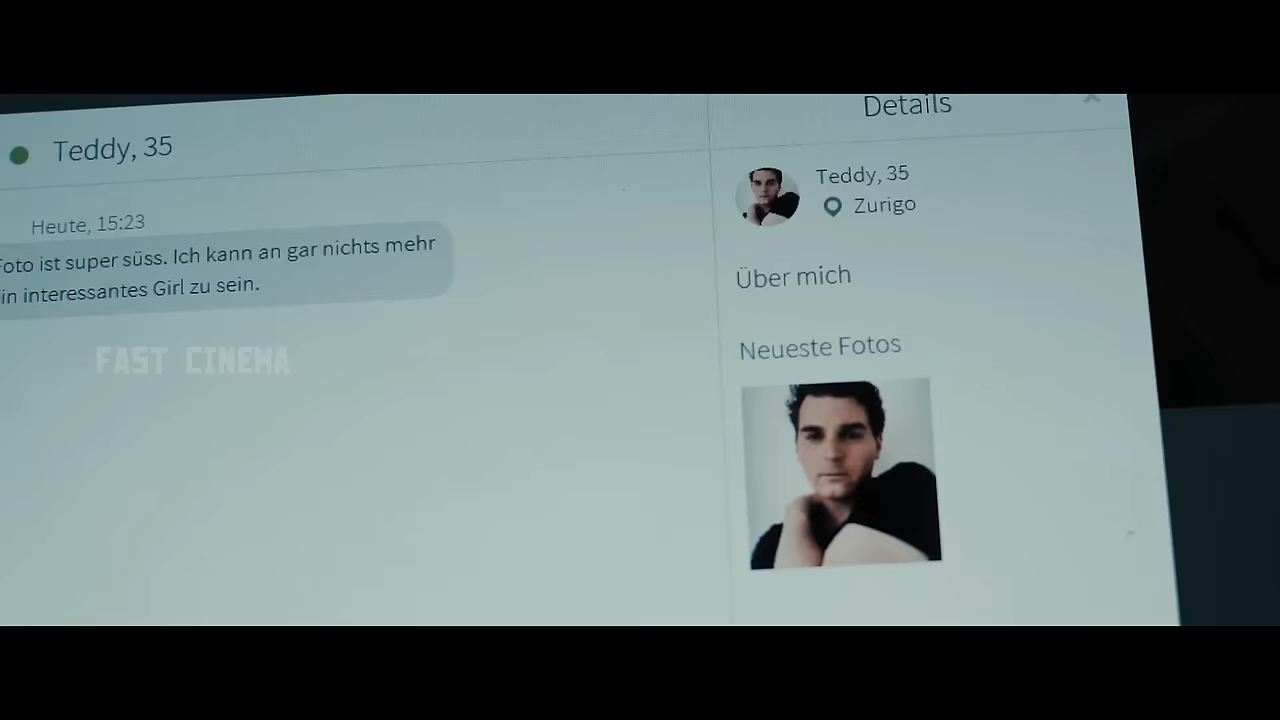 Teddy, 35
Heute, 15:23
Foto ist super süss. Ich kann an gar nichts mehr
in interessantes Girl zu sein.
FAST CINEMA
Details
Teddy, 35
Zurigo
Über mich
Neueste Fotos